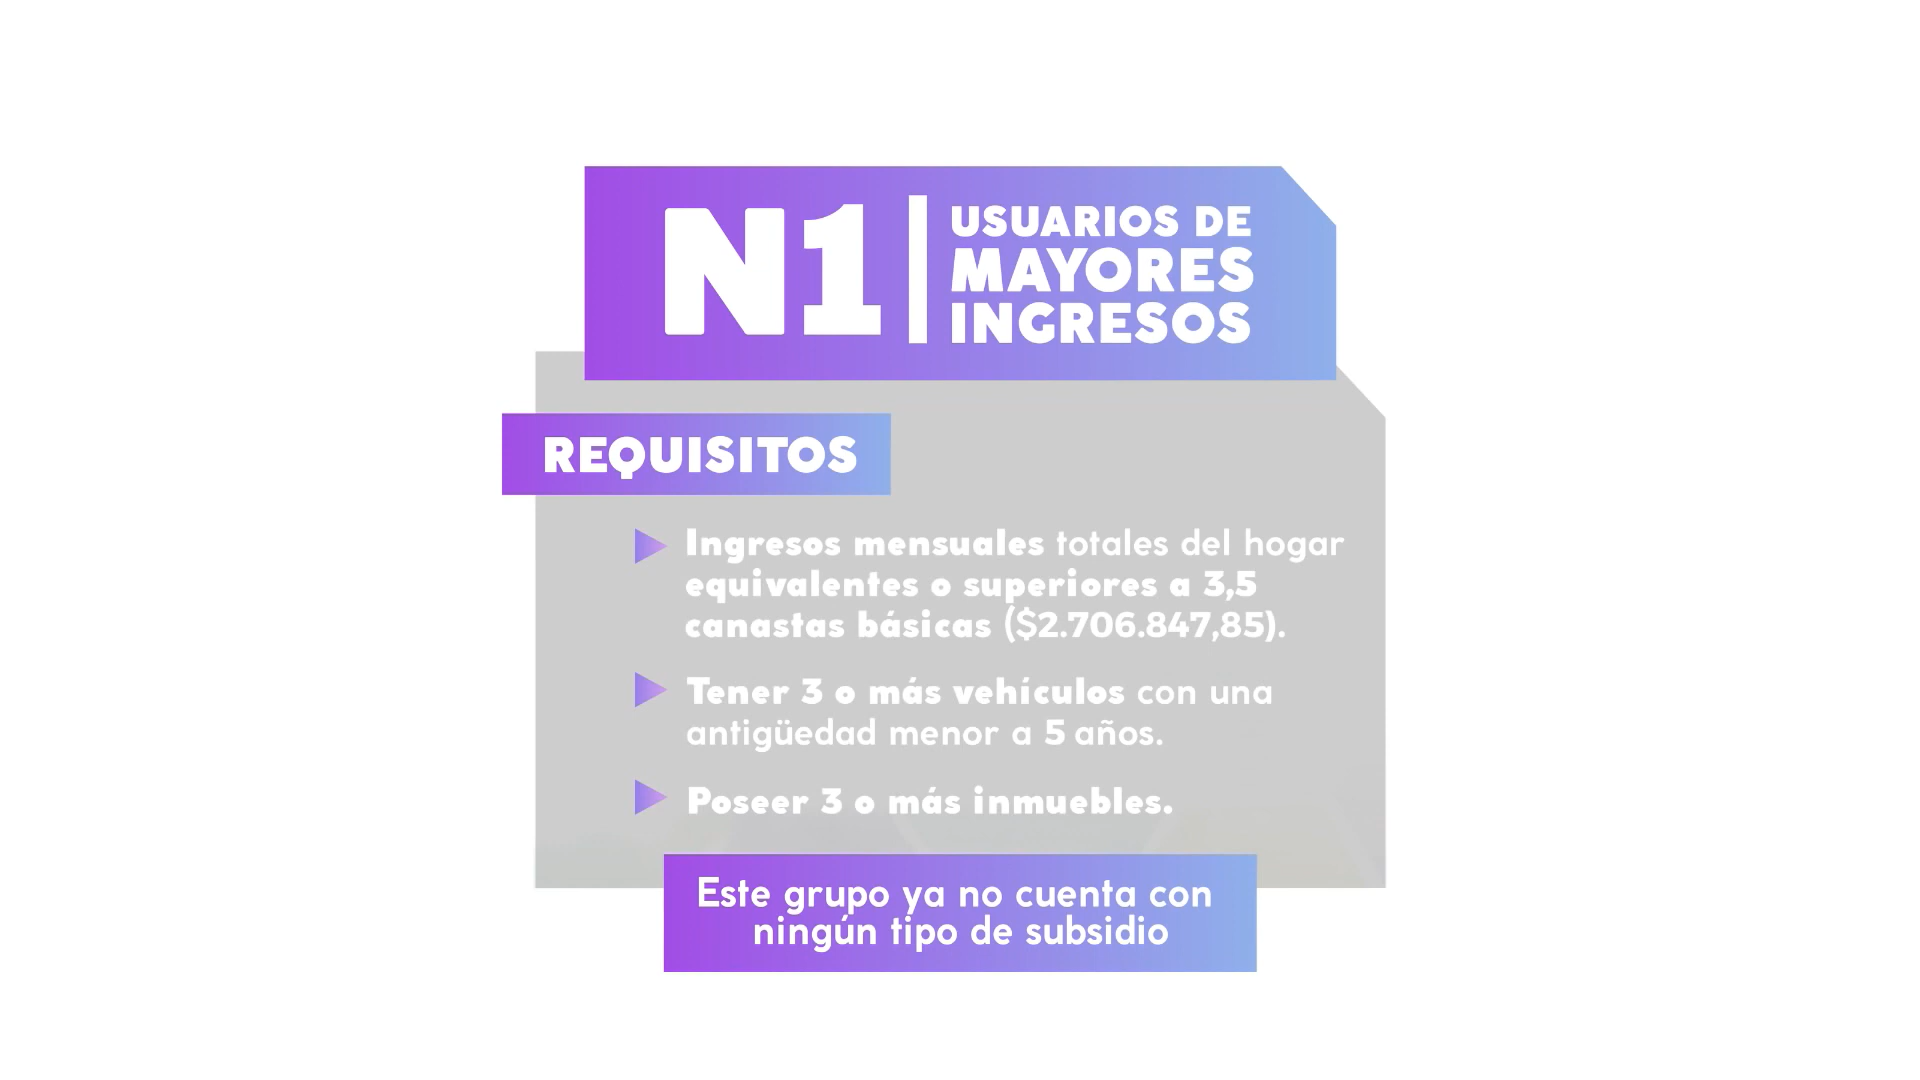 N1
USUARIOS DE
MAYORES
INGRESOS
REQUISITOS
Ingresos mensuales totales del hogar
equivalentes o superiores a 3,5
canastas básicas ($2.706.847,85).
Tener 3 o más vehículos con una
antigüedad menor a 5 años.
Poseer 3 o más inmuebles.
Este grupo ya no cuenta con
ningún tipo de subsidio